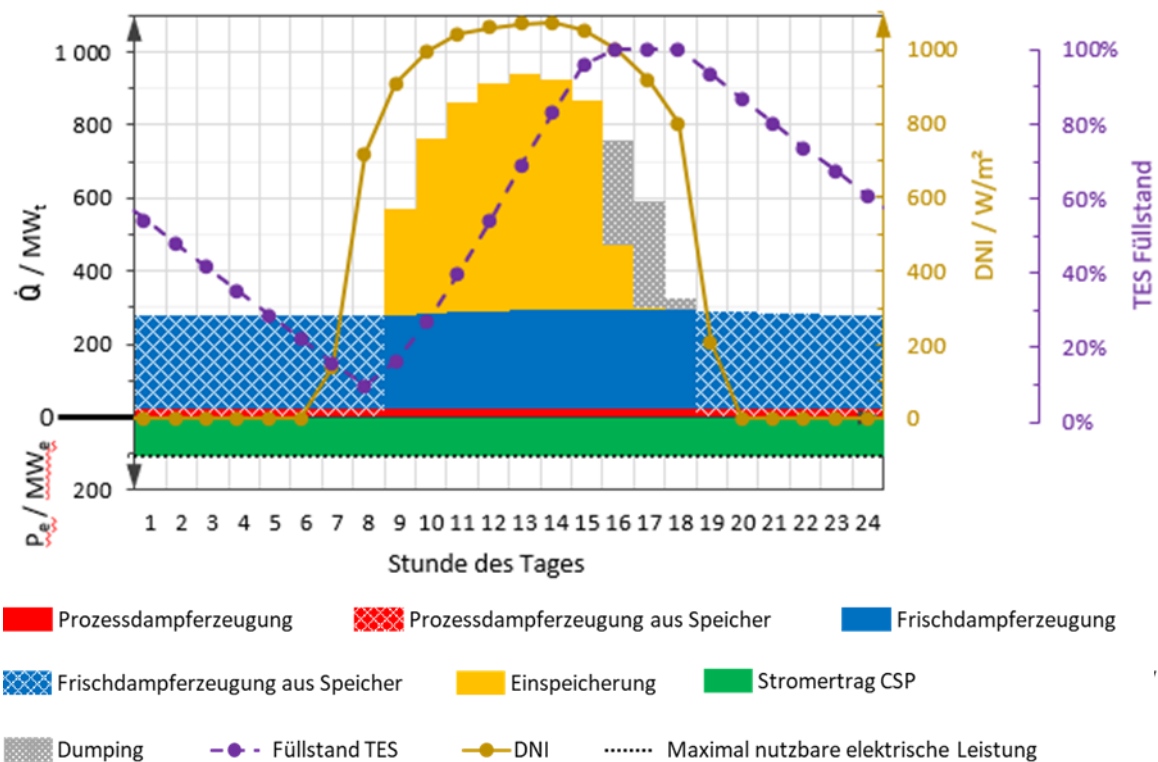 1 000
800
600
400
200
0
200
Q̇ / MWt
Pe / MWe
1000
800
600
400
200
0
DNI / W/m²
100%
80%
60%
40%
20%
0%
TES Füllstand
1 2 3 4 5 6 7 8 9 10 11 12 13 14 15 16 17 18 19 20 21 22 23 24
Stunde des Tages
Prozessdampferzeugung Prozessdampferzeugung aus Speicher Frischdampferzeugung
Frischdampferzeugung aus Speicher Einspeicherung Stromertrag CSP
Dumping Füllstand TES DNI Maximal nutzbare elektrische Leistung